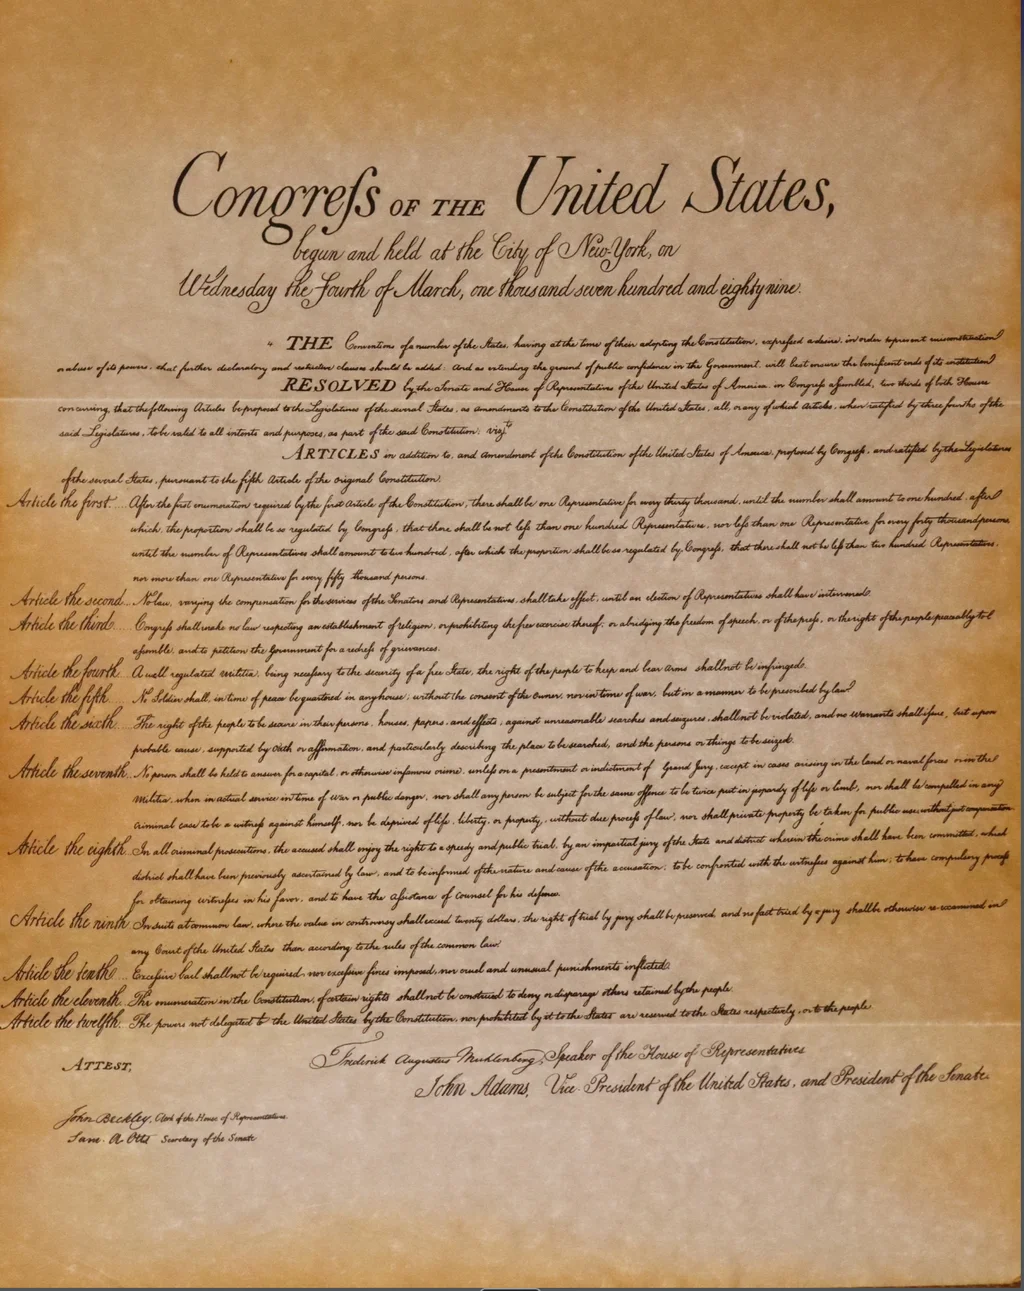 Congreſs OF THE United States,
begun and held at the City of New-York, on
Wednesday the Fourth of March, one thousand seven hundred and eighty nine.
THE Conventions of a number of the States, having at the time of their adopting the Constitution, expreſsed a desire, in order to prevent misconstruction
or abuse of its powers, that further declaratory and restrictive clauses should be added: And as extending the ground of public confidence in the Government, will best ensure the beneficent ends of its institution
RESOLVED by the Senate and House of Representatives of the United States of America in Congreſs aſsembled, two thirds of both Houses
concurring, that the following Articles be proposed to the Legislatures of the several States, as amendments to the Constitution of the United States, all, or any of which Articles, when ratified by three fourths of the
said Legislatures, to be valid to all intents and purposes, as part of the said Constitution. vizt
ARTICLES in addition to, and amendment of the Constitution of the United States of America, proposed by Congreſs, and ratified by the Legislatures
of the several States, pursuant to the fifth Article of the original Constitution.
Article the first.... After the first enumeration required by the first Article of the Constitution, there shall be one Representative for every thirty thousand, until the number shall amount to one hundred, after
which, the proportion shall be so regulated by Congreſs, that there shall be not leſs than one hundred Representatives, nor leſs than one Representative for every forty thousand persons,
until the number of Representatives shall amount to two hundred, after which the proportion shall be so regulated by Congreſs, that there shall not be leſs than two hundred Representatives,
nor more than one Representative for every fifty thousand persons.
Article the second... No law, varying the compensation for the services of the Senators and Representatives, shall take effect, until an election of Representatives shall have intervened.
Article the third.... Congreſs shall make no law respecting an establishment of religion, or prohibiting the free exercise thereof; or abridging the freedom of speech, or of the preſs, or the right of the people peaceably to
aſsemble, and to petition the Government for a redreſs of grievances.
Article the fourth... A well regulated Militia, being neceſsary to the security of a free State, the right of the people to keep and bear Arms shall not be infringed.
Article the fifth.... No Soldier shall, in time of peace be quartered in any house, without the consent of the Owner, nor in time of war, but in a manner to be prescribed by law.
Article the sixth.... The right of the people to be secure in their persons, houses, papers, and effects, against unreasonable searches and seizures, shall not be violated, and no Warrants shall iſsue, but upon
probable cause, supported by Oath or affirmation, and particularly describing the place to be searched, and the persons or things to be seized.
Article the seventh.. No person shall be held to answer for a capital, or otherwise infamous crime, unleſs on a presentment or indictment of Grand Jury, except in cases arising in the land or naval forces or in the
Militia, when in actual service in time of War or public danger, nor shall any person be subject for the same offence to be twice put in jeopardy of life or limb, nor shall be compelled in any
criminal case to be a witneſs against himself, nor be deprived of life, liberty, or property, without due proceſs of law; nor shall private property be taken for public use, without just compensation.
Article the eighth. In all criminal prosecutions, the accused shall enjoy the right to a speedy and public trial, by an impartial jury of the State and district wherein the crime shall have been committed, which
district shall have been previously ascertained by law, and to be informed of the nature and cause of the accusation; to be confronted with the witneſses against him; to have compulsory proceſs
for obtaining witneſses in his favor, and to have the Aſsistance of Counsel for his defence.
Article the ninth. In suits at common law, where the value in controversy shall exceed twenty dollars, the right of trial by jury shall be preserved, and no fact tried by a jury shall be otherwise re-examined in
any Court of the United States than according to the rules of the common law.
Article the tenth... Exceſsive bail shall not be required nor exceſsive fines imposed, nor cruel and unusual punishments inflicted.
Article the eleventh. The enumeration in the Constitution, of certain rights shall not be construed to deny or disparage others retained by the people.
Article the twelfth. The powers not delegated to the United States by the Constitution, nor prohibited by it to the States are reserved to the States respectively, or to the people.
ATTEST,
Frederick Augustus Muhlenberg, Speaker of the House of Representatives.
John Adams, Vice-President of the United States, and President of the Senate.
John Beckley, Clerk of the House of Representatives.
Sam. A. Otis Secretary of the Senate